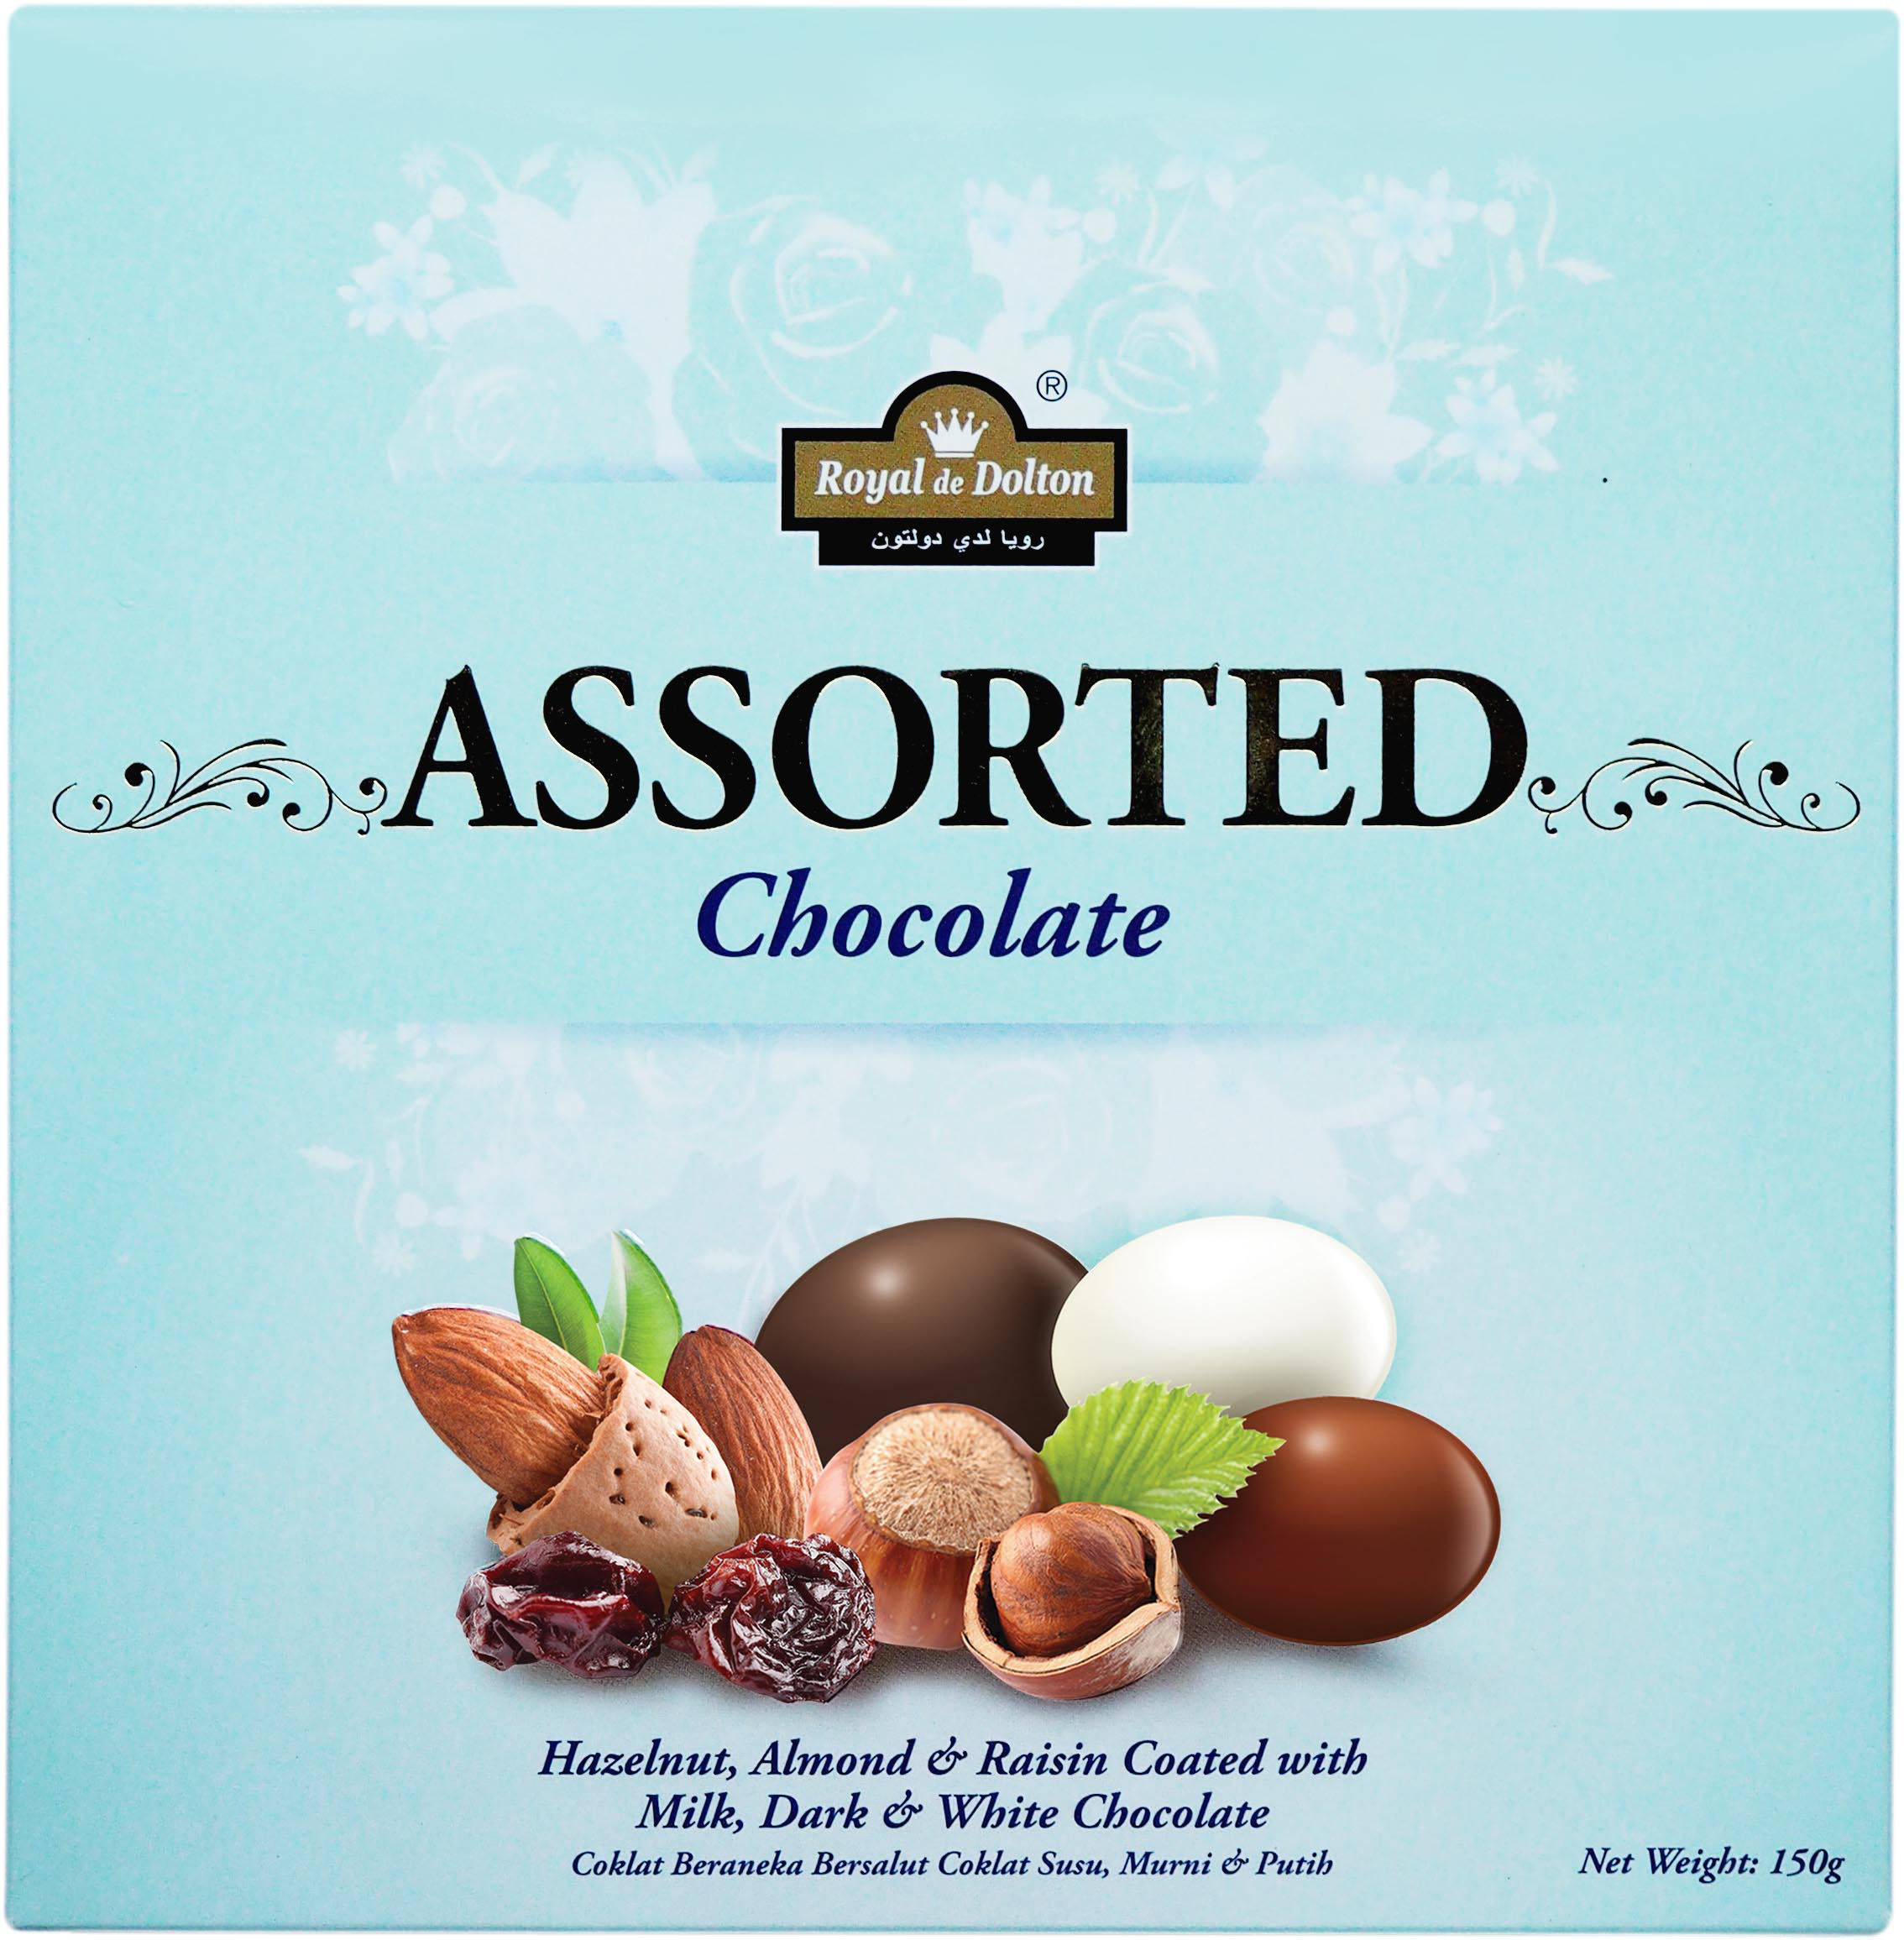 ®
Royal de Dolton
رويا لدي دولتون
ASSORTED
Chocolate
Hazelnut, Almond & Raisin Coated with
Milk, Dark & White Chocolate
Coklat Beraneka Bersalut Coklat Susu, Murni & Putih
Net Weight: 150g